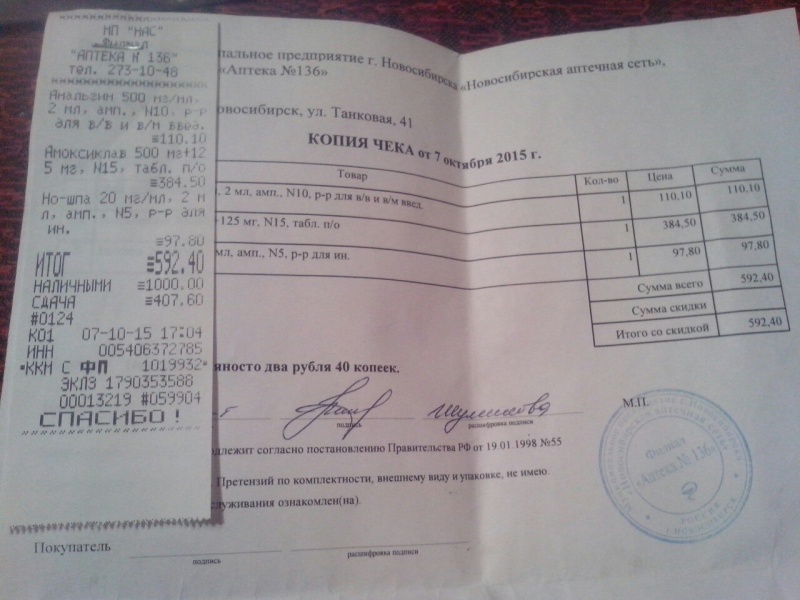 МП "НАС"
Филиал
"АПТЕКА N 136"
тел. 273-10-48
Анальгин 500 мг/мл,
2 мл, амп., N10, р-р
для в/в и в/м введ.
≡110.10
Амоксиклав 500 мг+12
5 мг, N15, табл. п/о
≡384.50
Но-шпа 20 мг/мл, 2 м
л, амп., N5, р-р для
ин.
≡97.80
ИТОГ ≡592.40
НАЛИЧНЫМИ ≡1000.00
СДАЧА ≡407.60
#0124
К01 07-10-15 17:04
ИНН 005406372785
*ККМ С ФП 1019932*
ЭКЛЗ 1790353588
00013219 #059904
СПАСИБО!
пальное предприятие г. Новосибирска «Новосибирская аптечная сеть»,
«Аптека №136»
овосибирск, ул. Танковая, 41
КОПИЯ ЧЕКА от 7 октября 2015 г.
Товар Кол-во Цена Сумма
, 2 мл, амп., N10, р-р для в/в и в/м введ. 1 110,10 110,10
+125 мг, N15, табл. п/о 1 384,50 384,50
мл, амп., N5, р-р для ин. 1 97,80 97,80
Сумма всего 592,40
Сумма скидки
Итого со скидкой 592,40
яносто два рубля 40 копеек.
Шумилова
подпись расшифровка подписи
М.П.
длежит согласно постановлению Правительства РФ от 19.01.1998 №55
. Претензий по комплектности, внешнему виду и упаковке, не имею.
служивания ознакомлен(на).
Покупатель
подпись расшифровка подписи
Филиал
«Аптека № 136»
РОССИЯ
г. НОВОСИБИРСК